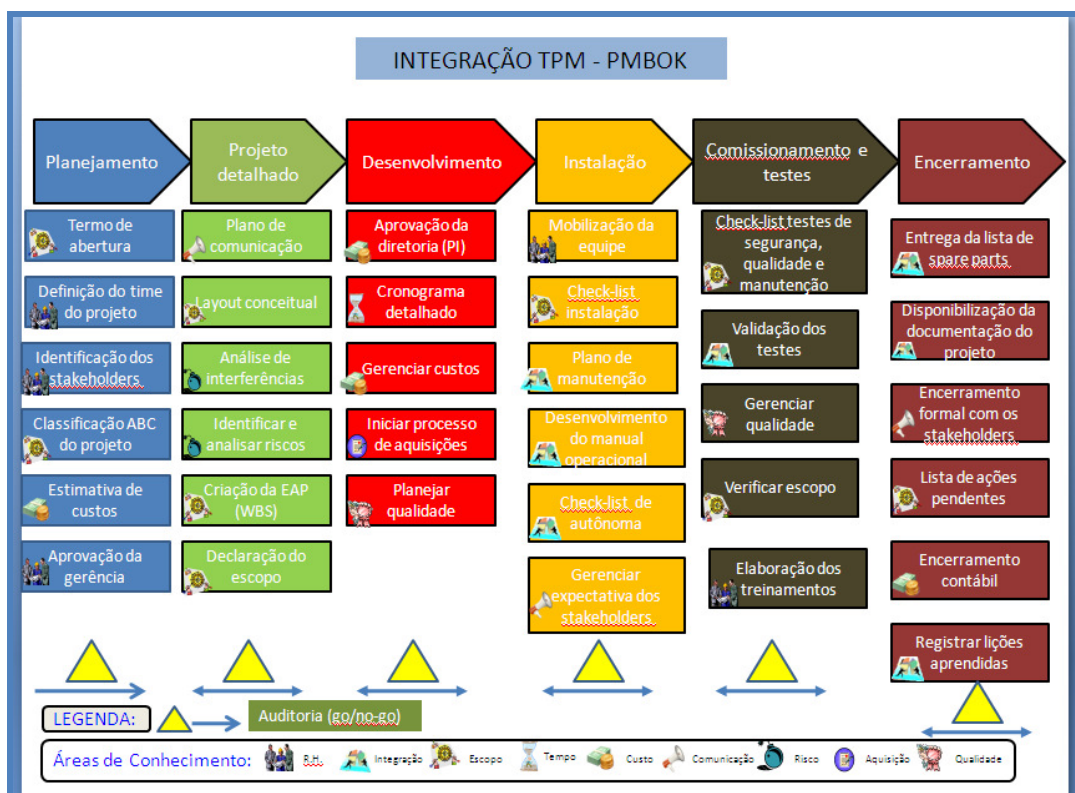 INTEGRAÇÃO TPM - PMBOK
Planejamento
Projeto
detalhado
Desenvolvimento
Instalação
Comissionamento e
testes
Encerramento
Termo de
abertura
Definição do time
do projeto
Identificação dos
stakeholders
Classificação ABC
do projeto
Estimativa de
custos
Aprovação da
gerência
Plano de
comunicação
Layout conceitual
Análise de
interferências
Identificar e
analisar riscos
Criação da EAP
(WBS)
Declaração do
escopo
Aprovação da
diretoria (PI)
Cronograma
detalhado
Gerenciar custos
Iniciar processo
de aquisições
Planejar
qualidade
Mobilização da
equipe
Check-list
instalação
Plano de
manutenção
Desenvolvimento
do manual
operacional
Check-list de
autônoma
Gerenciar
expectativa dos
stakeholders
Check-list testes de
segurança,
qualidade e
manutenção
Validação dos
testes
Gerenciar
qualidade
Verificar escopo
Elaboração dos
treinamentos
Entrega da lista de
spare parts
Disponibilização da
documentação do
projeto
Encerramento
formal com os
stakeholders
Lista de ações
pendentes
Encerramento
contábil
Registrar lições
aprendidas
LEGENDA:
Auditoria (go/no-go)
Áreas de Conhecimento: R.H. Integração Escopo Tempo Custo Comunicação Risco Aquisição Qualidade